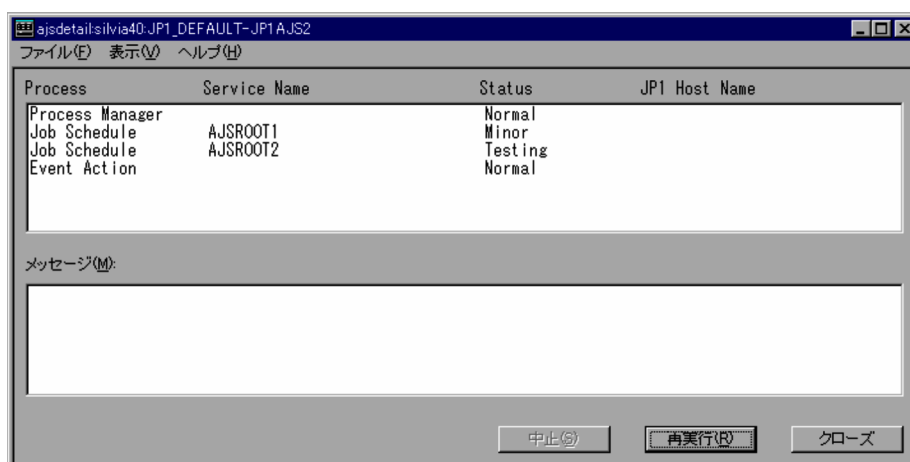 ajsdetail:silvia40:JP1_DEFAULT-JP1AJS2
ファイル(F) 表示(V) ヘルプ(H)
Process Service Name Status JP1 Host Name
Process Manager Normal
Job Schedule AJSROOT1 Minor
Job Schedule AJSROOT2 Testing
Event Action Normal
メッセージ(M):
中止(S) 再実行(R) クローズ